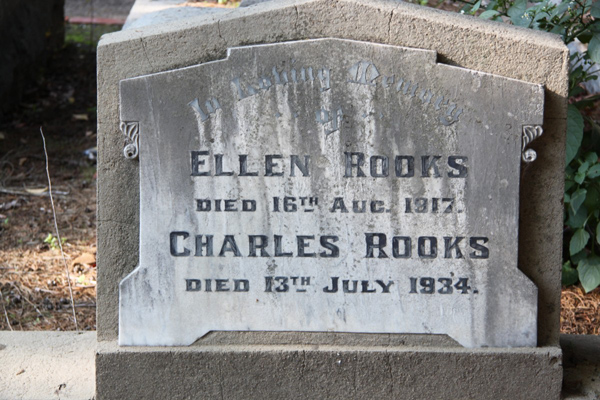 In Loving Memory
of
ELLEN ROOKS
DIED 16TH AUG. 1917.
CHARLES ROOKS
DIED 13TH JULY 1934.